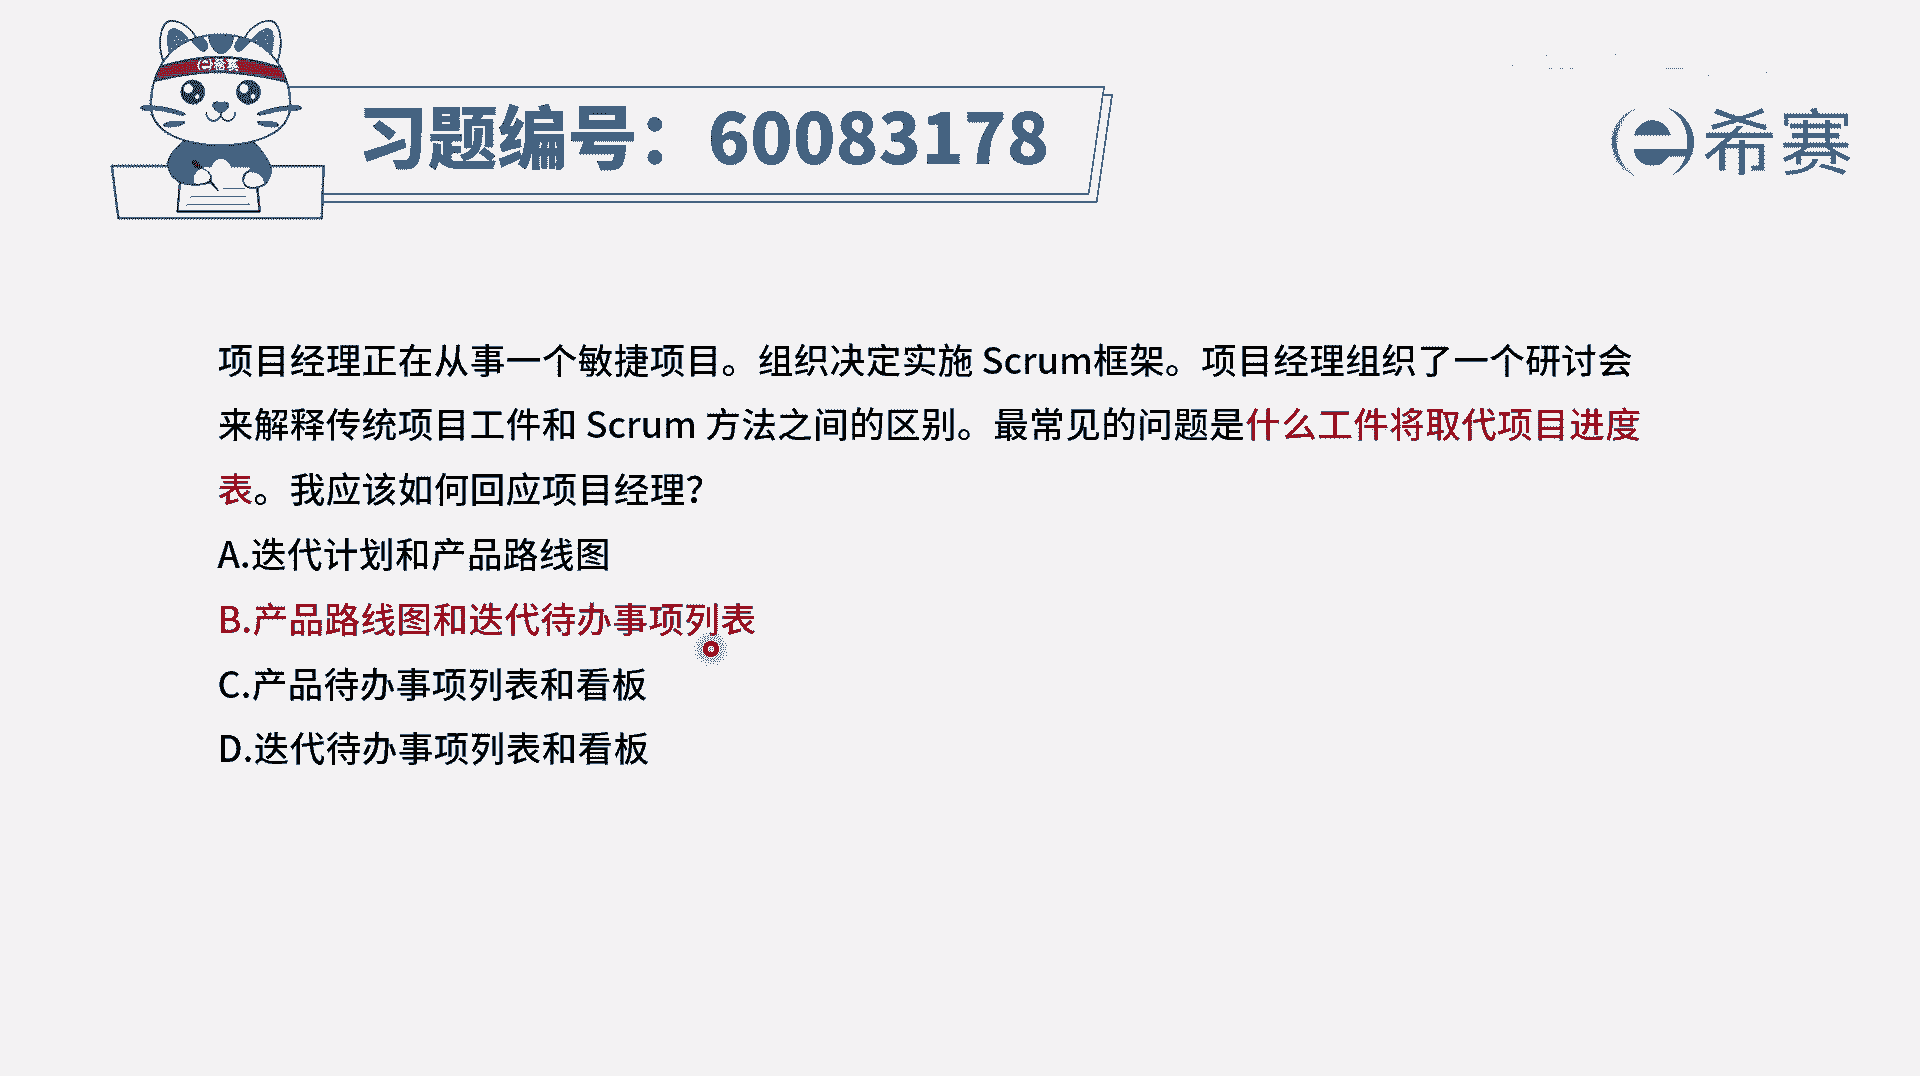 希赛
习题编号：60083178
希赛
项目经理正在从事一个敏捷项目。组织决定实施 Scrum框架。项目经理组织了一个研讨会
来解释传统项目工件和 Scrum 方法之间的区别。最常见的问题是什么工件将取代项目进度
表。我应该如何回应项目经理？
A.迭代计划和产品路线图
B.产品路线图和迭代待办事项列表
C.产品待办事项列表和看板
D.迭代待办事项列表和看板